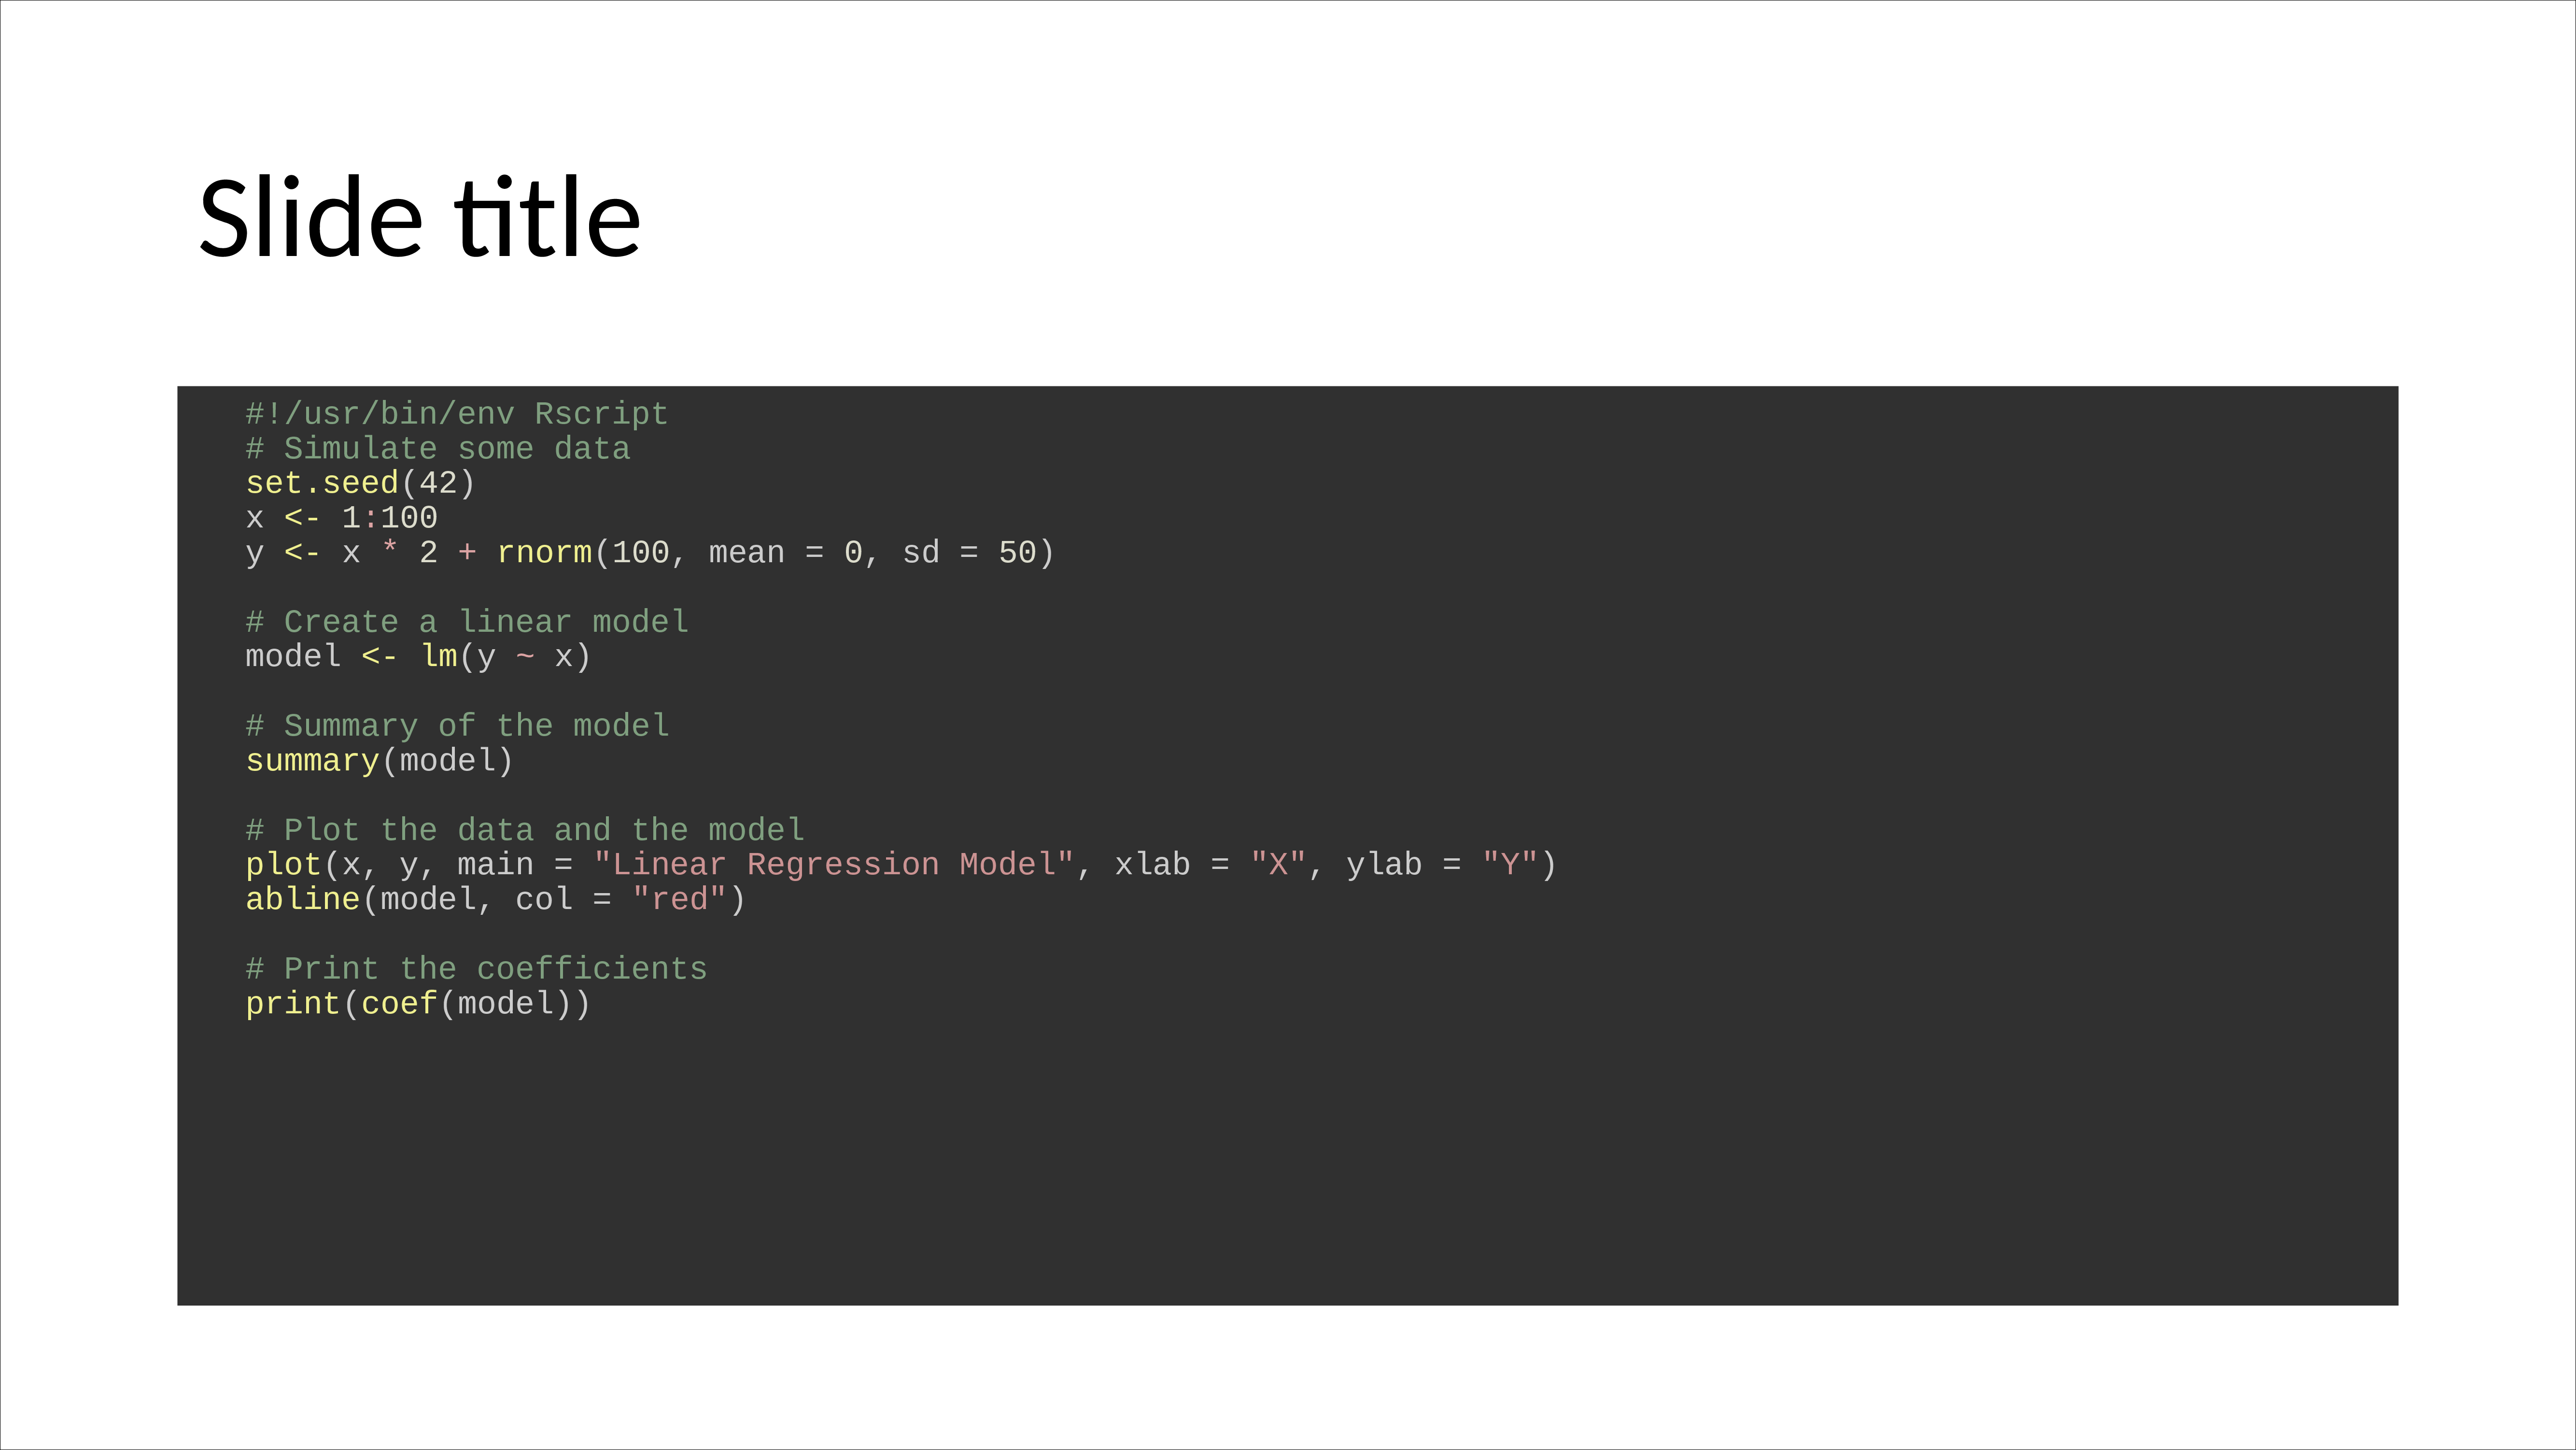 Slide title
#!/usr/bin/env Rscript
# Simulate some data
set.seed(42)
x <- 1:100
y <- x * 2 + rnorm(100, mean = 0, sd = 50)
# Create a linear model
model <- lm(y ~ x)
# Summary of the model
summary(model)
# Plot the data and the model
plot(x, y, main = "Linear Regression Model", xlab = "X", ylab = "Y")
abline(model, col = "red")
# Print the coefficients
print(coef(model))